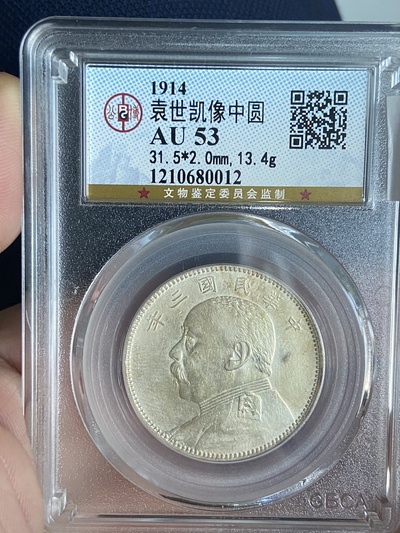 1914
袁世凯像中圆
AU 53
31.5*2.0mm,13.4g
1210680012
★ 文物鉴定委员会监制 ★
年三國民華中
GBCA